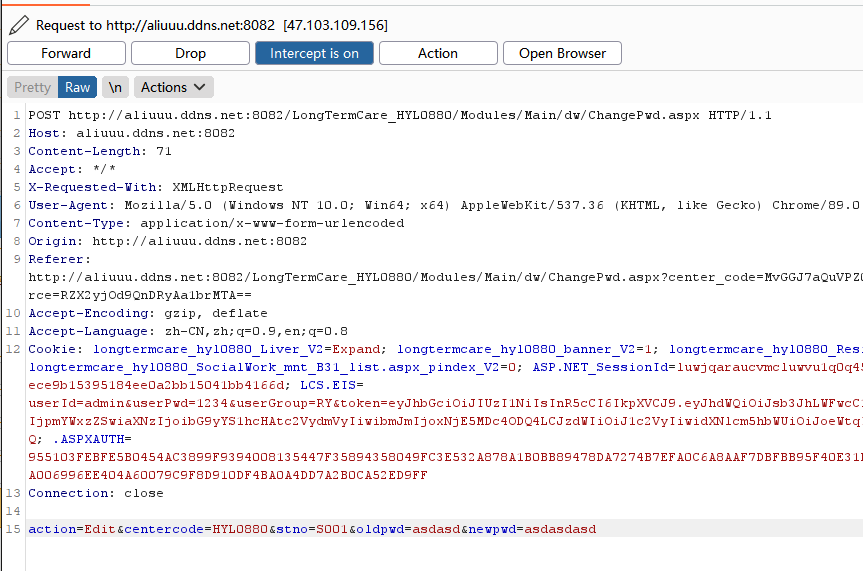 Request to http://aliuuu.ddns.net:8082 [47.103.109.156]
Forward Drop Intercept is on Action Open Browser
Pretty Raw \n Actions
1 POST http://aliuuu.ddns.net:8082/LongTermCare_HYL0880/Modules/Main/dw/ChangePwd.aspx HTTP/1.1
2 Host: aliuuu.ddns.net:8082
3 Content-Length: 71
4 Accept: */*
5 X-Requested-With: XMLHttpRequest
6 User-Agent: Mozilla/5.0 (Windows NT 10.0; Win64; x64) AppleWebKit/537.36 (KHTML, like Gecko) Chrome/89.0
7 Content-Type: application/x-www-form-urlencoded
8 Origin: http://aliuuu.ddns.net:8082
9 Referer:
http://aliuuu.ddns.net:8082/LongTermCare_HYL0880/Modules/Main/dw/ChangePwd.aspx?center_code=MvGGJ7aQuVPZ
rce=RZX2yjOd9QnDRyAa1brMTA==
10 Accept-Encoding: gzip, deflate
11 Accept-Language: zh-CN,zh;q=0.9,en;q=0.8
12 Cookie: longtermcare_hyl0880_Liver_V2=Expand; longtermcare_hyl0880_banner_V2=1; longtermcare_hyl0880_Res
longtermcare_hyl0880_SocialWork_mnt_B31_list.aspx_pindex_V2=0; ASP.NET_SessionId=luwjqaraucvmcluwvu1q0q4
ece9b15395184ee0a2bb15041bb4166d; LCS.EIS=
userId=admin&userPwd=1234&userGroup=RY&token=eyJhbGciOiJIUzI1NiIsInR5cCI6IkpXVCJ9.eyJhdWQiOiJsb3JhLWFwcC
IjpmYWxzZSwiaXNzIjoibG9yYS1hcHAtc2VydmVyIiwibmJmIjoxNjE5MDc4ODQ4LCJzdWIiOiJ1c2VyIiwidXNlcm5hbWUiOiJoeWtq
Q; .ASPXAUTH=
955103FEBFE5B0454AC3899F9394008135447F35894358049FC3E532A878A1B0BB89478DA7274B7EFA0C6A8AAF7DBFBB95F40E31
A006996EE404A60079C9F8D910DF4BA0A4DD7A2B0CA52ED9FF
13 Connection: close
14
15 action=Edit&centercode=HYL0880&stno=S001&oldpwd=asdasd&newpwd=asdasdasd